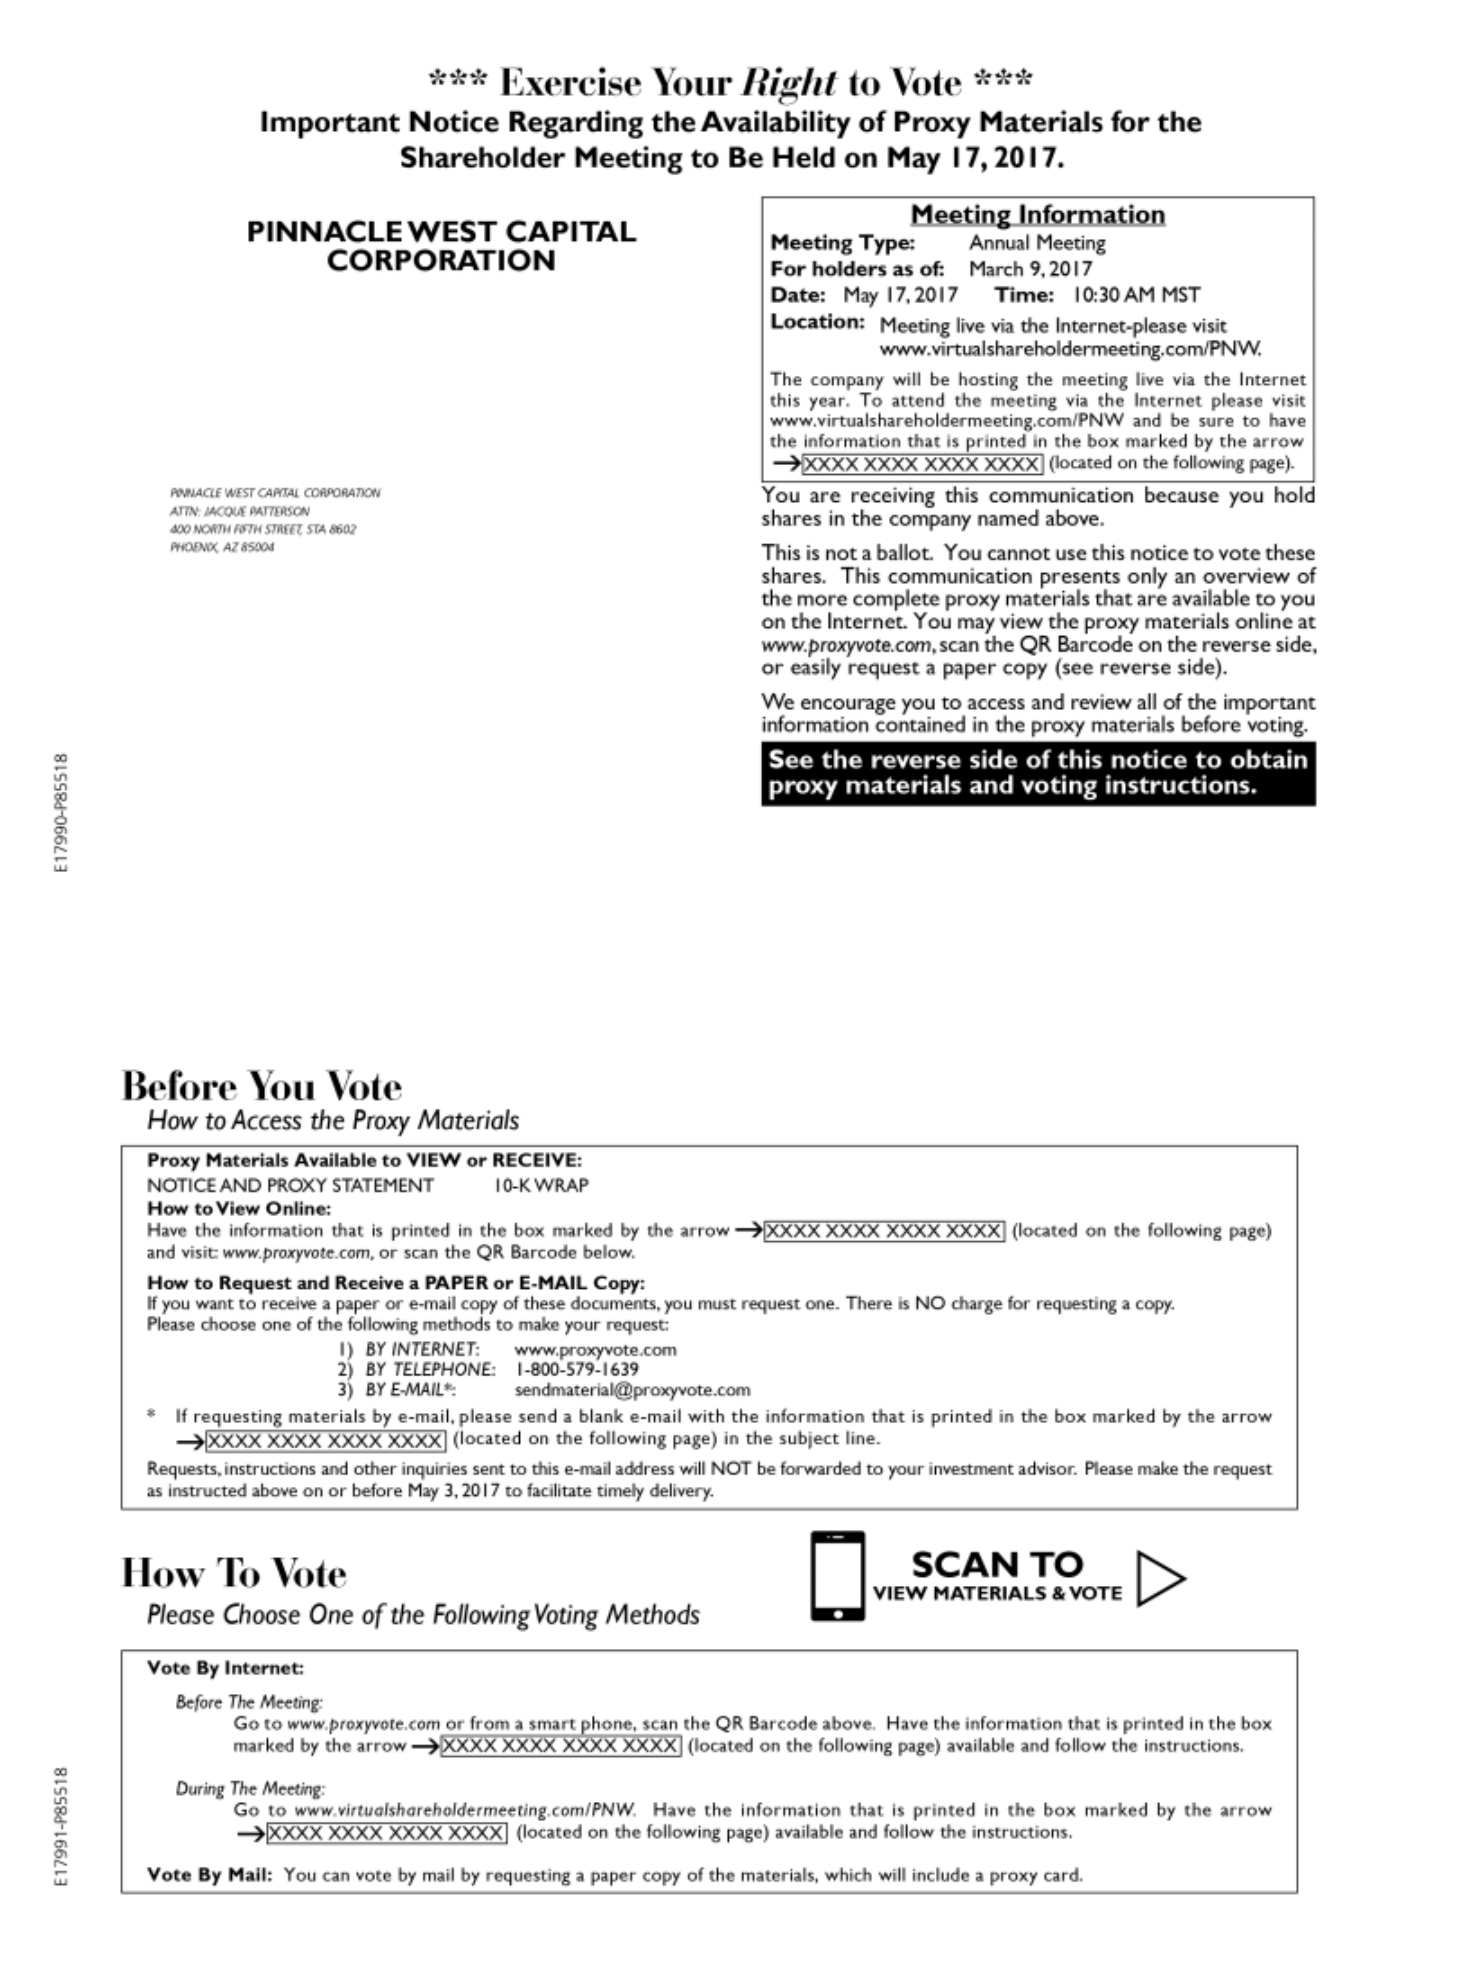 *** Exercise Your Right to Vote ***
Important Notice Regarding the Availability of Proxy Materials for the
Shareholder Meeting to Be Held on May 17, 2017.
PINNACLE WEST CAPITAL
CORPORATION
PINNACLE WEST CAPITAL CORPORATION
ATTN: JACQUE PATTERSON
400 NORTH FIFTH STREET, STA 8602
PHOENIX, AZ 85004
Meeting Information
Meeting Type: Annual Meeting
For holders as of: March 9, 2017
Date: May 17, 2017 Time: 10:30 AM MST
Location: Meeting live via the Internet-please visit
www.virtualshareholdermeeting.com/PNW.
The company will be hosting the meeting live via the Internet
this year. To attend the meeting via the Internet please visit
www.virtualshareholdermeeting.com/PNW and be sure to have
the information that is printed in the box marked by the arrow
→XXXX XXXX XXXX XXXX (located on the following page).
You are receiving this communication because you hold
shares in the company named above.
This is not a ballot. You cannot use this notice to vote these
shares. This communication presents only an overview of
the more complete proxy materials that are available to you
on the Internet. You may view the proxy materials online at
www.proxyvote.com, scan the QR Barcode on the reverse side,
or easily request a paper copy (see reverse side).
We encourage you to access and review all of the important
information contained in the proxy materials before voting.
See the reverse side of this notice to obtain
proxy materials and voting instructions.
E17990-P85518
Before You Vote
How to Access the Proxy Materials
Proxy Materials Available to VIEW or RECEIVE:
NOTICE AND PROXY STATEMENT 10-K WRAP
How to View Online:
Have the information that is printed in the box marked by the arrow →XXXX XXXX XXXX XXXX (located on the following page)
and visit: www.proxyvote.com, or scan the QR Barcode below.
How to Request and Receive a PAPER or E-MAIL Copy:
If you want to receive a paper or e-mail copy of these documents, you must request one. There is NO charge for requesting a copy.
Please choose one of the following methods to make your request:
1) BY INTERNET: www.proxyvote.com
2) BY TELEPHONE: 1-800-579-1639
3) BY E-MAIL*: sendmaterial@proxyvote.com
* If requesting materials by e-mail, please send a blank e-mail with the information that is printed in the box marked by the arrow
→XXXX XXXX XXXX XXXX (located on the following page) in the subject line.
Requests, instructions and other inquiries sent to this e-mail address will NOT be forwarded to your investment advisor. Please make the request
as instructed above on or before May 3, 2017 to facilitate timely delivery.
How To Vote
Please Choose One of the Following Voting Methods
SCAN TO
VIEW MATERIALS & VOTE
Vote By Internet:
Before The Meeting:
Go to www.proxyvote.com or from a smart phone, scan the QR Barcode above. Have the information that is printed in the box
marked by the arrow →XXXX XXXX XXXX XXXX (located on the following page) available and follow the instructions.
During The Meeting:
Go to www.virtualshareholdermeeting.com/PNW. Have the information that is printed in the box marked by the arrow
→XXXX XXXX XXXX XXXX (located on the following page) available and follow the instructions.
Vote By Mail: You can vote by mail by requesting a paper copy of the materials, which will include a proxy card.
E17991-P85518